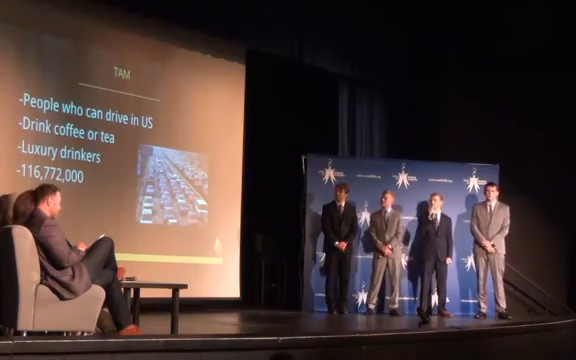 TAM
-People who can drive in US
-Drink coffee or tea
-Luxury drinkers
-116,772,000